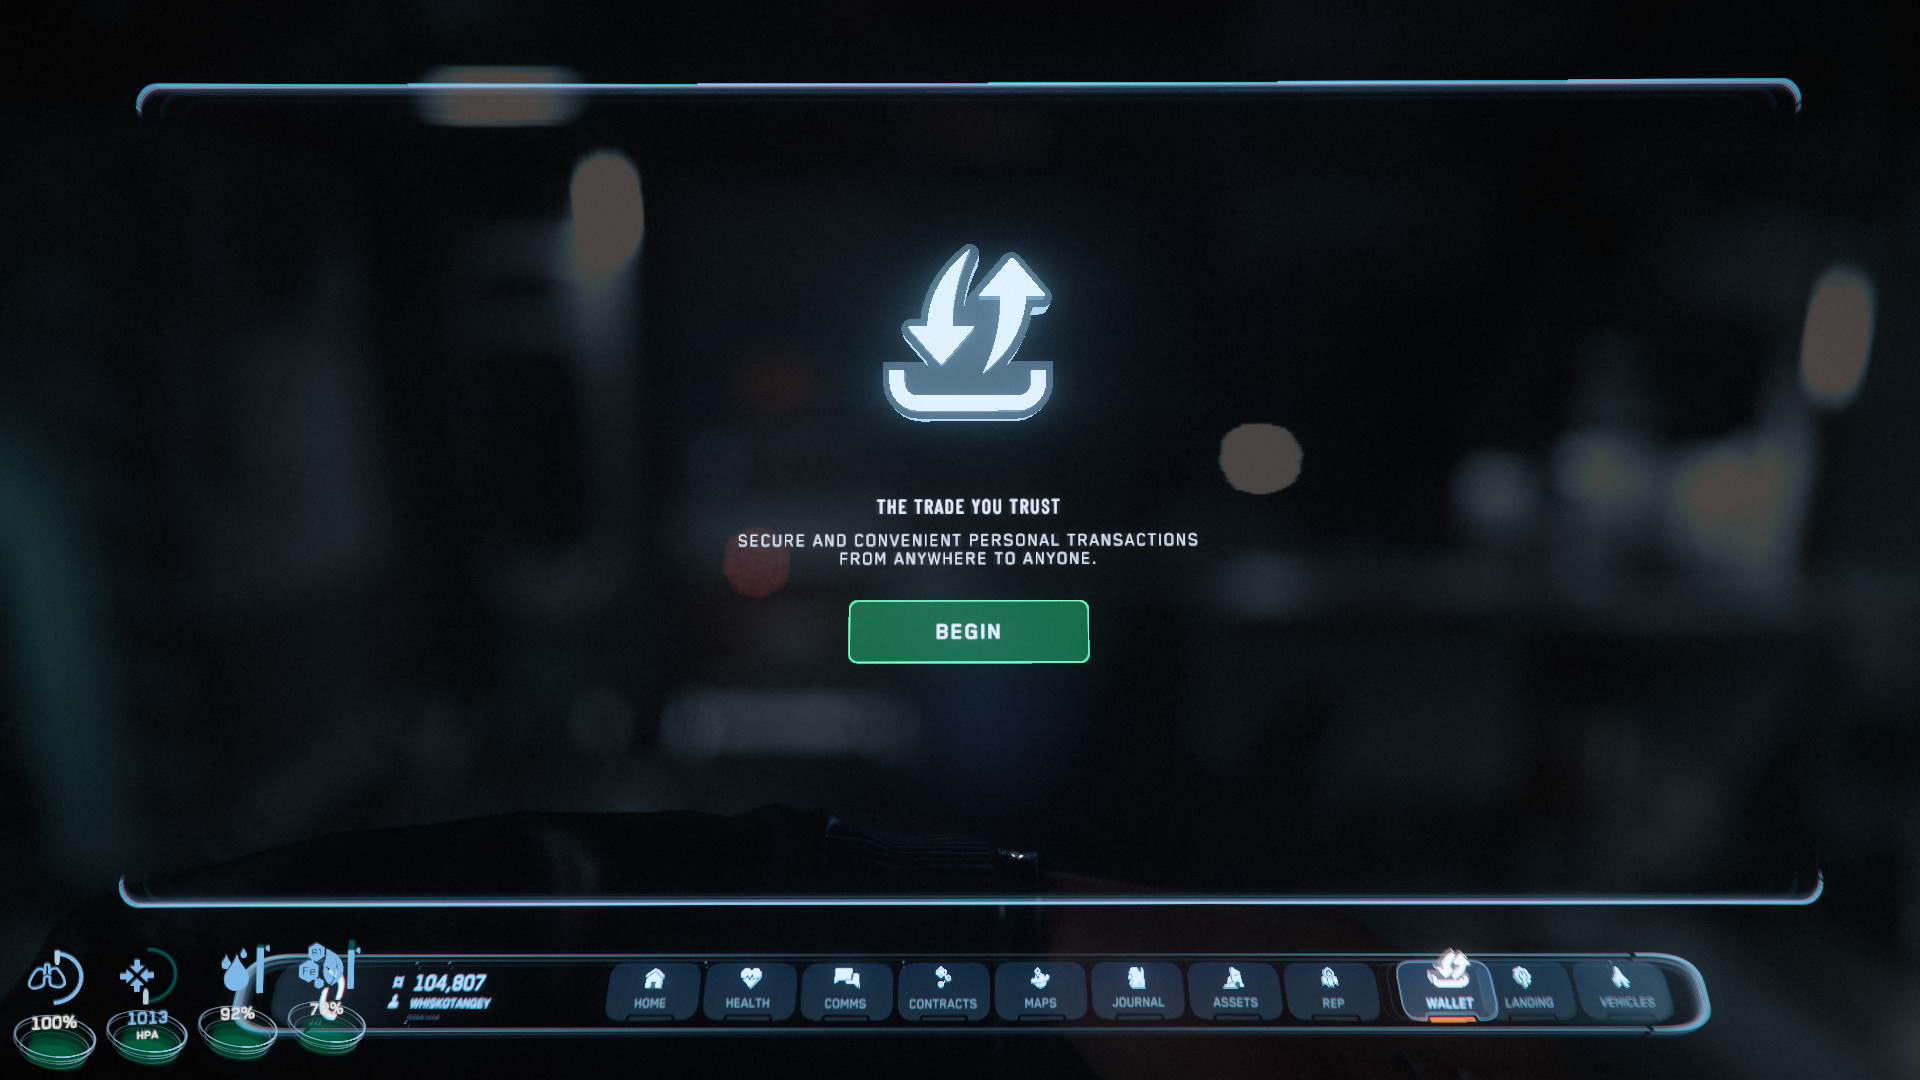 THE TRADE YOU TRUST
SECURE AND CONVENIENT PERSONAL TRANSACTIONS
FROM ANYWHERE TO ANYONE.
BEGIN
100%
1013
HPA
92%
Fe
104,807
WHISKOTANGEY
HOME
HEALTH
COMMS
CONTRACTS
MAPS
JOURNAL
ASSETS
REP
WALLET
LANDING
VEHICLES